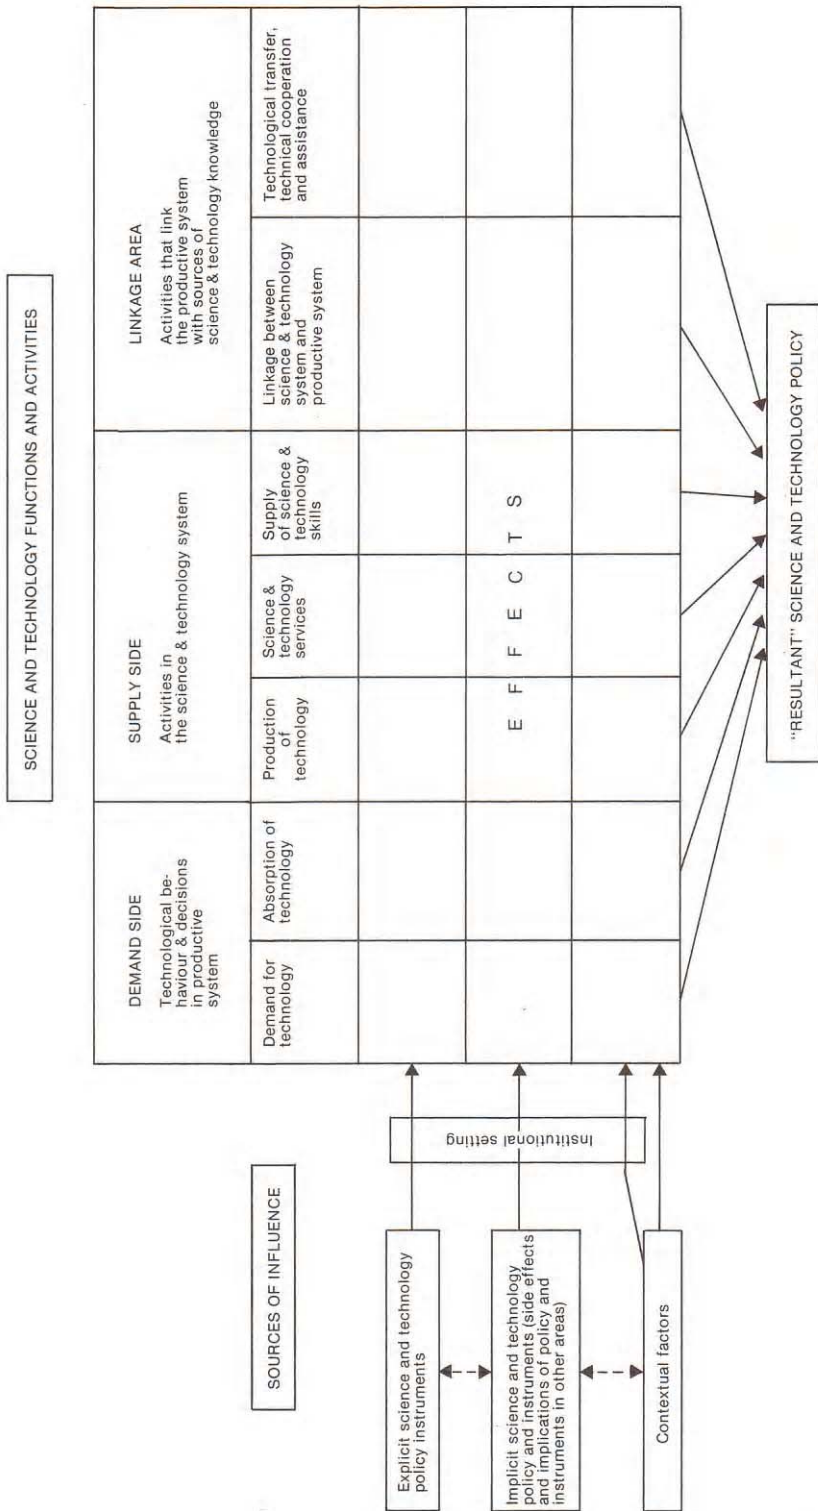 SCIENCE AND TECHNOLOGY FUNCTIONS AND ACTIVITIES
DEMAND SIDE
Technological be-
haviour & decisions
in productive
system
SUPPLY SIDE
Activities in
the science & technology system
LINKAGE AREA
Activities that link
the productive system
with sources of
science & technology knowledge
Demand for
technology
Absorption of
technology
Production
of
technology
Science &
technology
services
Supply
of science &
technology
skills
Linkage between
science & technology
system and
productive system
Technological transfer,
technical cooperation
and assistance
SOURCES OF INFLUENCE
Explicit science and technology
policy instruments
Implicit science and technology
policy and instruments (side effects
and implications of policy and
instruments in other areas)
Contextual factors
Institutional setting
E F F E C T S
"RESULTANT" SCIENCE AND TECHNOLOGY POLICY